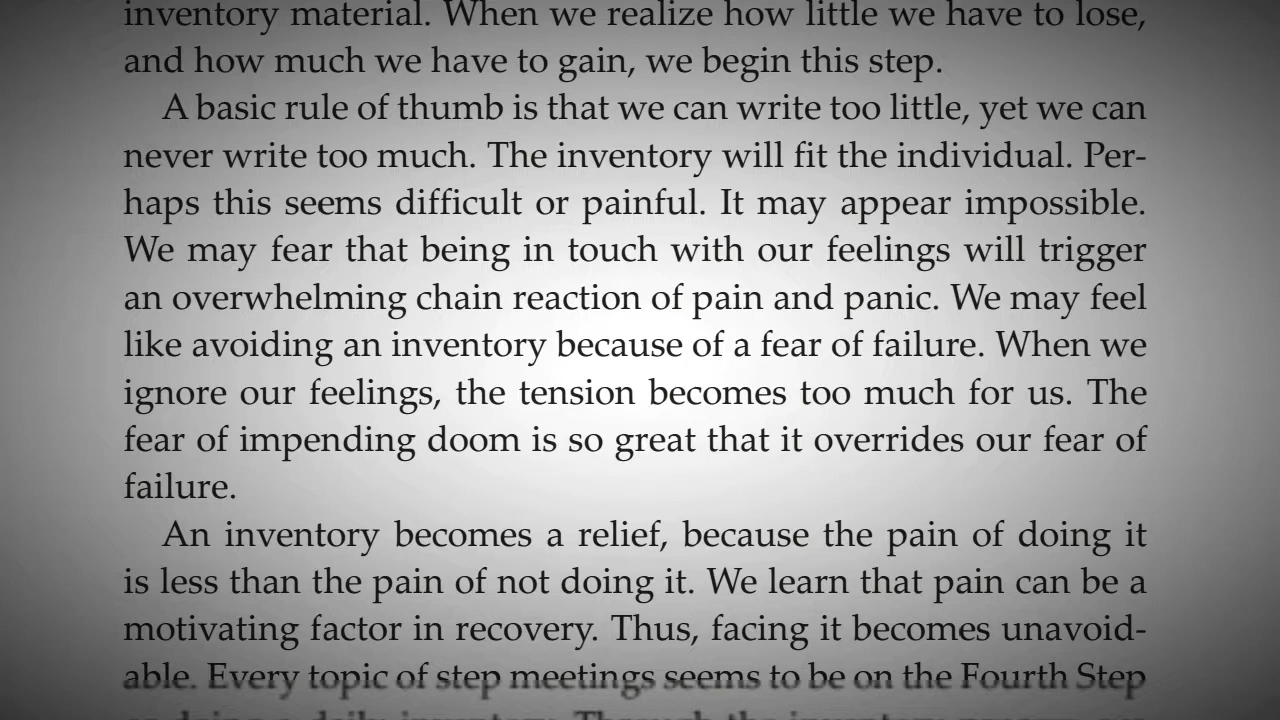 inventory material. When we realize how little we have to lose,
and how much we have to gain, we begin this step.
A basic rule of thumb is that we can write too little, yet we can
never write too much. The inventory will fit the individual. Per-
haps this seems difficult or painful. It may appear impossible.
We may fear that being in touch with our feelings will trigger
an overwhelming chain reaction of pain and panic. We may feel
like avoiding an inventory because of a fear of failure. When we
ignore our feelings, the tension becomes too much for us. The
fear of impending doom is so great that it overrides our fear of
failure.
An inventory becomes a relief, because the pain of doing it
is less than the pain of not doing it. We learn that pain can be a
motivating factor in recovery. Thus, facing it becomes unavoid-
able. Every topic of step meetings seems to be on the Fourth Step
doing a daily inventory. Through the inventory